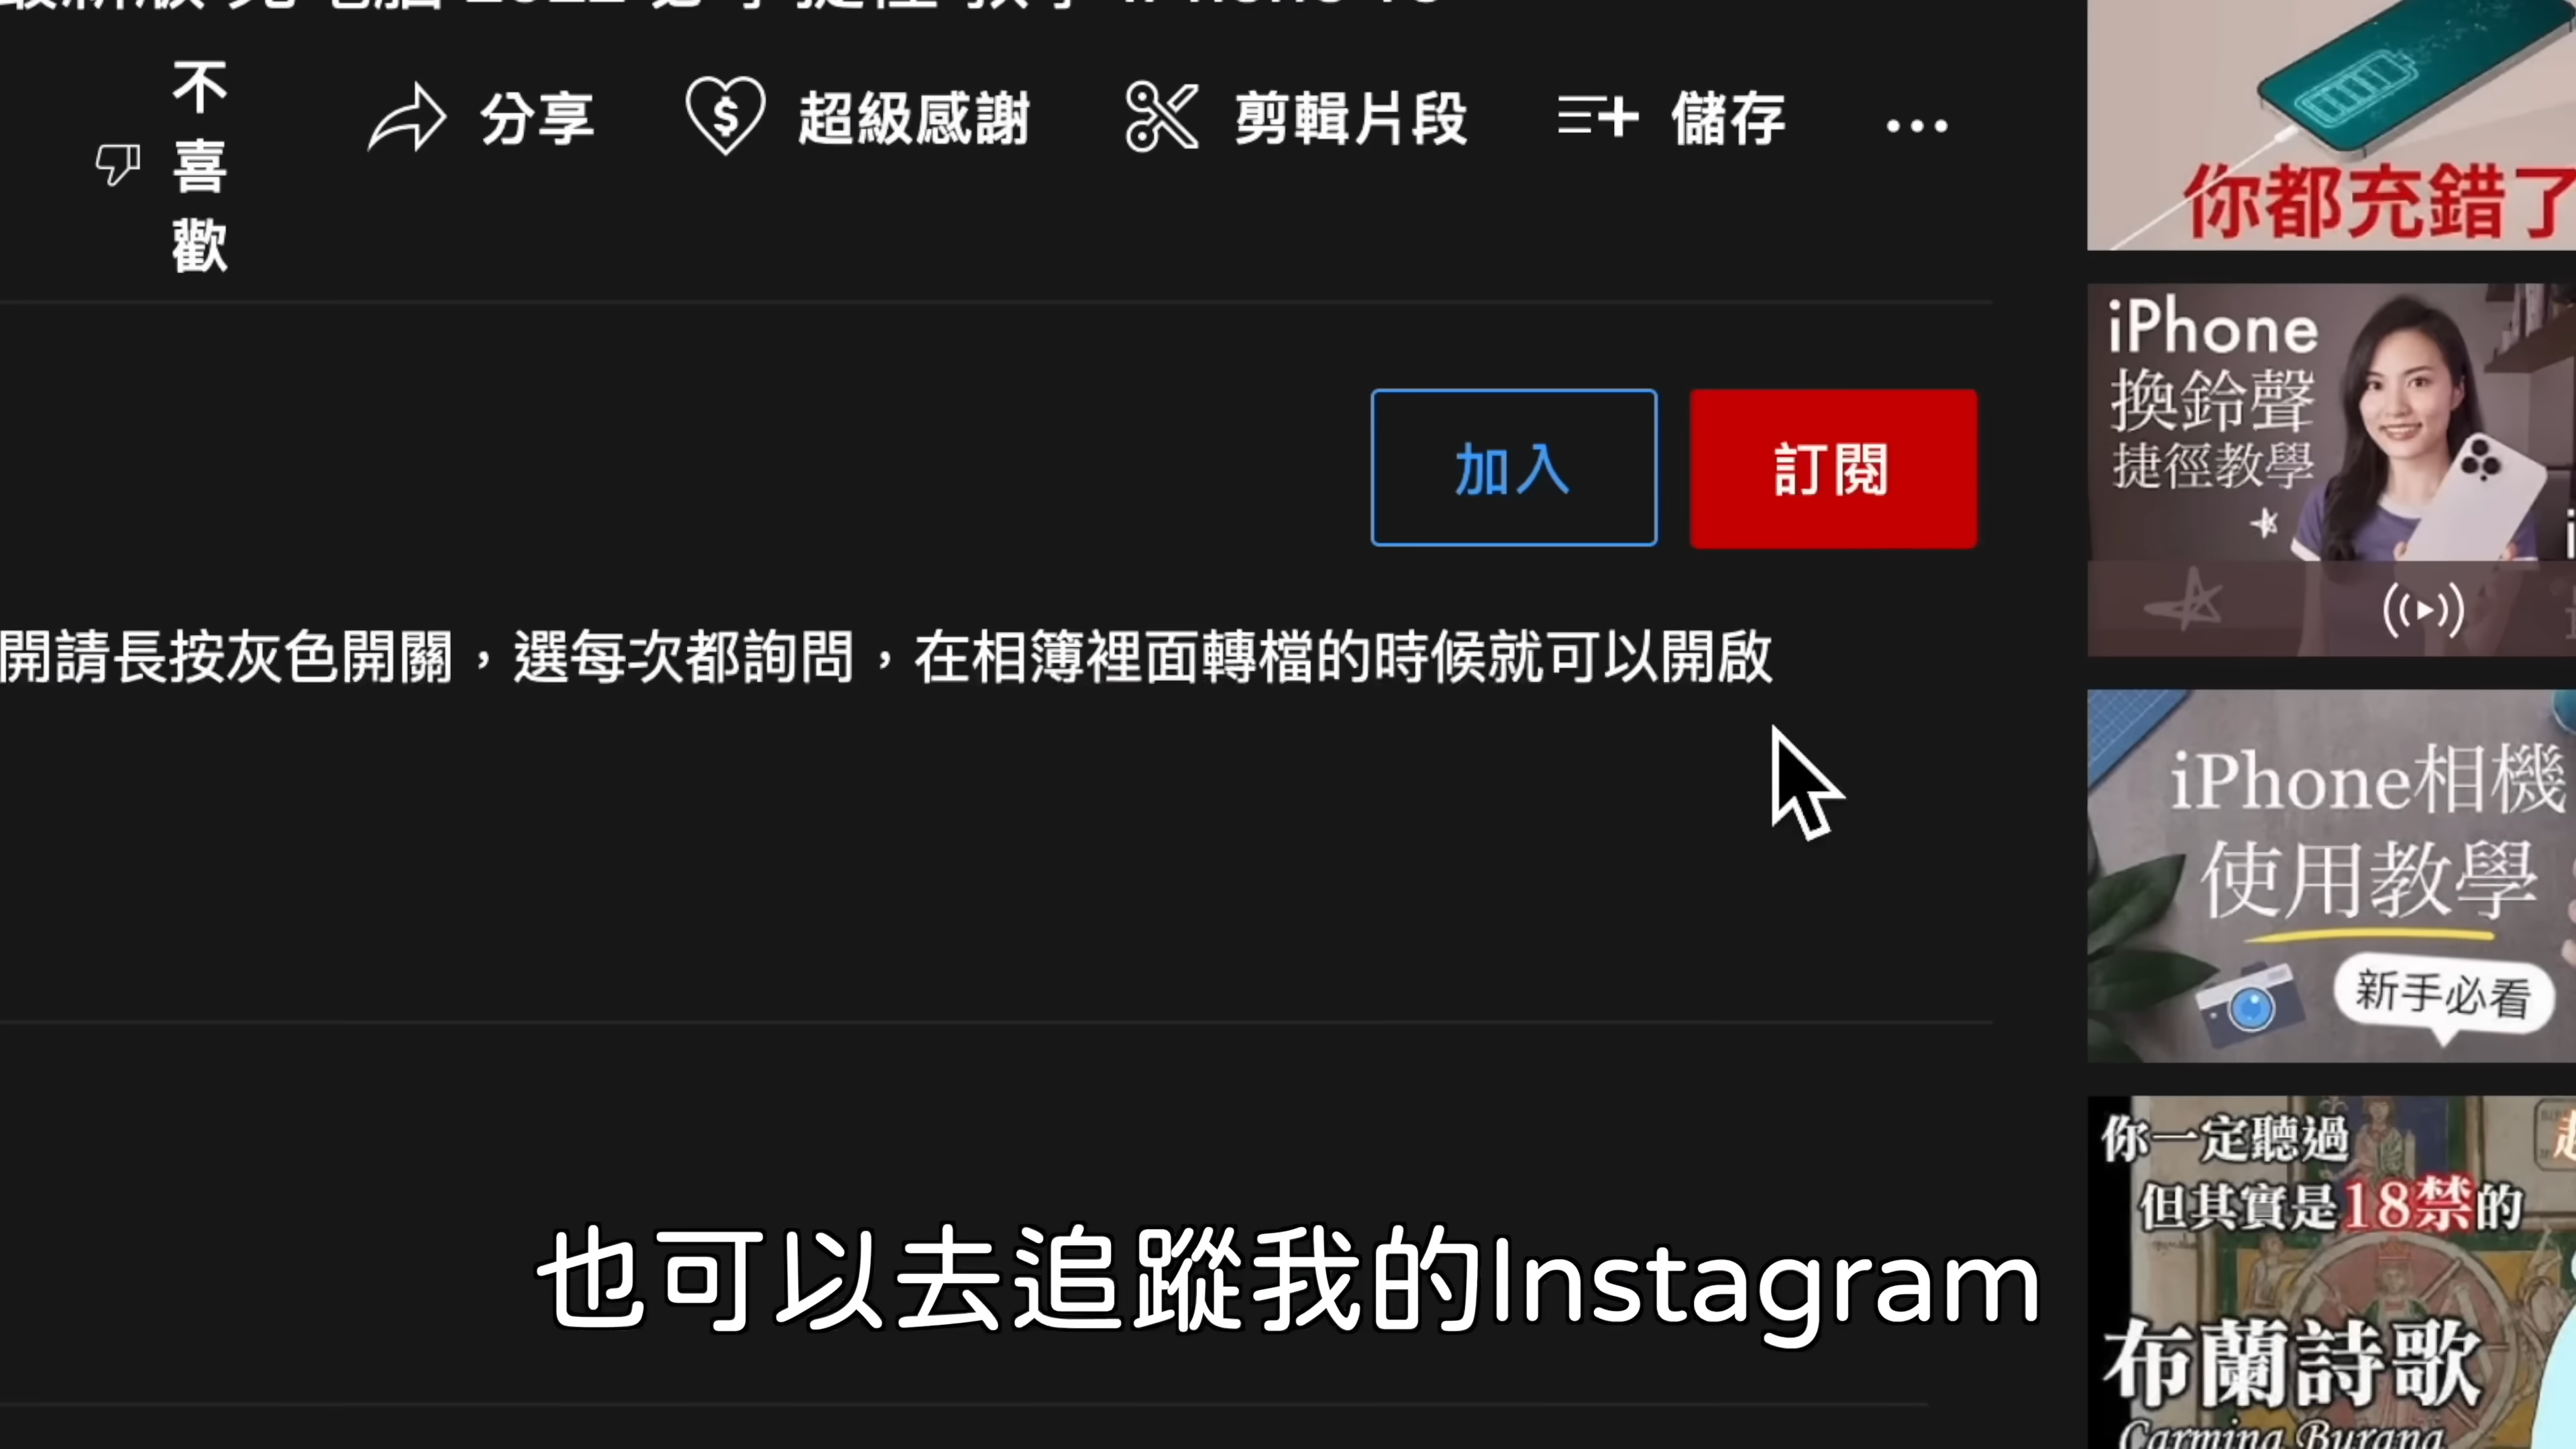 不喜歡
分享
超級感謝
剪輯片段
儲存
加入
訂閱
開請長按灰色開關，選每次都詢問，在相簿裡面轉檔的時候就可以開啟
也可以去追蹤我的Instagram
你都充錯了
iPhone
換鈴聲
捷徑教學
iPhone相機
使用教學
新手必看
你一定聽過
但其實是18禁的
布蘭詩歌
Carmina Burana